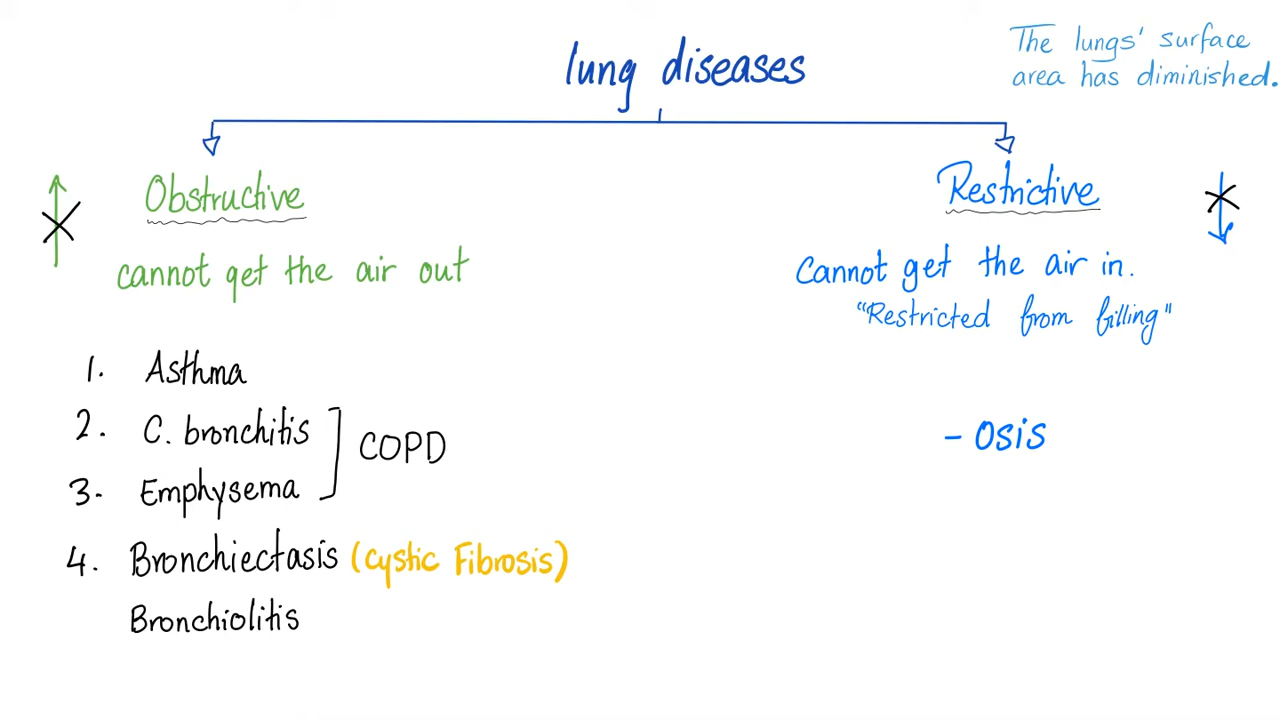 lung diseases
The lungs' surface
area has diminished.
Obstructive
cannot get the air out
1. Asthma
2. C. bronchitis
3. Emphysema
COPD
4. Bronchiectasis (Cystic Fibrosis)
Bronchiolitis
Restrictive
Cannot get the air in.
"Restricted from filling"
- osis